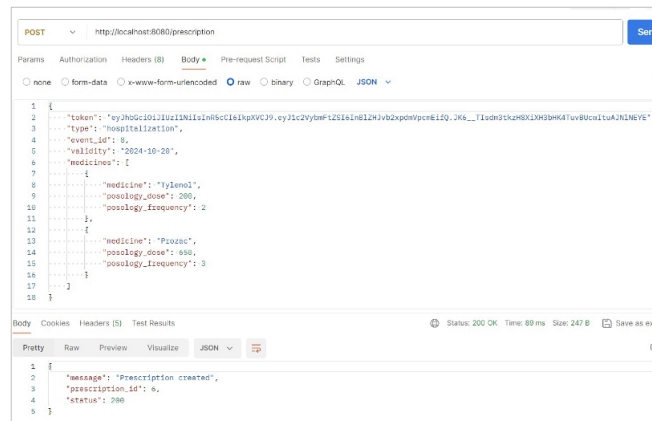 POST http://localhost:8080/prescription
Params Authorization Headers (8) Body Pre-request Script Tests Settings
none form-data x-www-form-urlencoded raw binary GraphQL JSON
1 {
2 "token":
3 "type": "hospitalization",
4 "event_id": 8,
5 "validity": "2024-10-20",
6 "medicines": [
7 {
8 "medicine": "Tylenol",
9 "posology_dose": 200,
10 "posology_frequency": 2
11 },
12 {
13 "medicine": "Prozac",
14 "posology_dose": 650,
15 "posology_frequency": 3
16 }
17 ]
18 }
Body Cookies Headers (5) Test Results Status: 200 OK Time: 89 ms Size: 247 B Save as
Pretty Raw Preview Visualize JSON
1 {
2 "message": "Prescription created",
3 "prescription_id": 6,
4 "status": 200
5 }